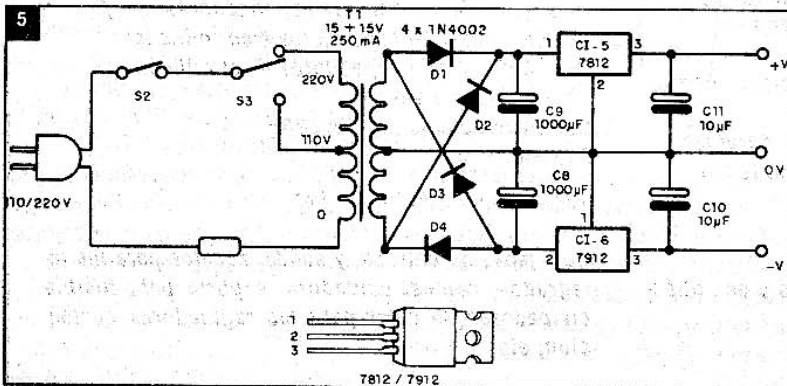 5
T1
15 + 15V
250 mA
4 x 1N4002
S2
S3
220V
110V
0
110/220V
D1
D2
D3
D4
C9
1000µF
C8
1000µF
1
CI-5
7812
3
2
1
2
CI-6
7912
3
C11
10µF
C10
10µF
+V
0V
-V
1
2
3
7812 / 7912